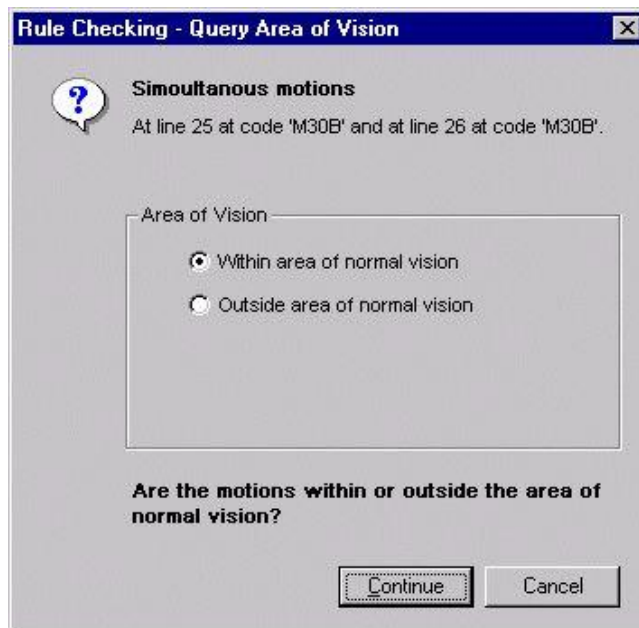 Rule Checking - Query Area of Vision
Simoultanous motions
At line 25 at code 'M30B' and at line 26 at code 'M30B'.
Area of Vision
Within area of normal vision
Outside area of normal vision
Are the motions within or outside the area of
normal vision?
Continue
Cancel